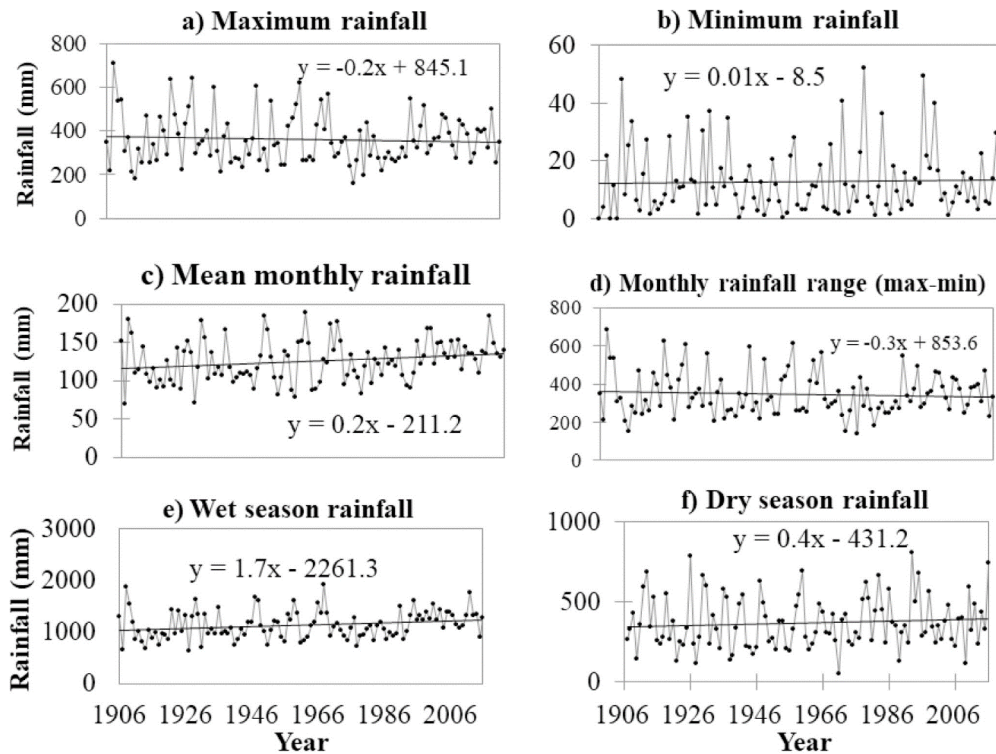 a) Maximum rainfall
Rainfall (mm)
800
600
400
200
0
y = -0.2x + 845.1
b) Minimum rainfall
60
40
20
0
y = 0.01x - 8.5
c) Mean monthly rainfall
Rainfall (mm)
200
150
100
50
0
y = 0.2x - 211.2
d) Monthly rainfall range (max-min)
800
600
400
200
0
y = -0.3x + 853.6
e) Wet season rainfall
Rainfall (mm)
3000
2000
1000
0
y = 1.7x - 2261.3
1906 1926 1946 1966 1986 2006
Year
f) Dry season rainfall
1000
500
0
y = 0.4x - 431.2
1906 1926 1946 1966 1986 2006
Year